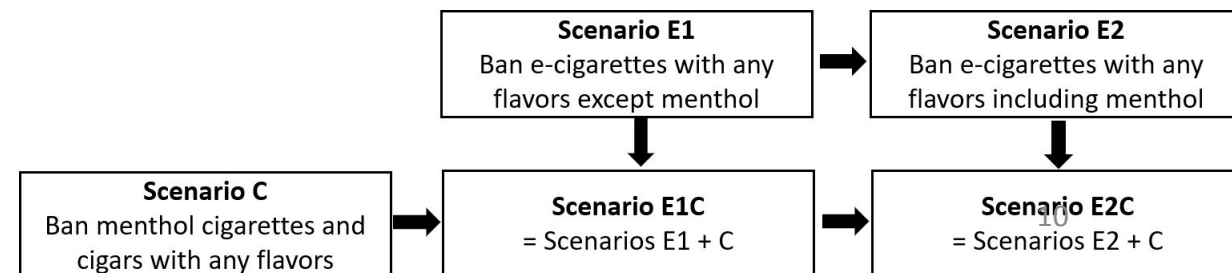 Scenario E1
Ban e-cigarettes with any
flavors except menthol
Scenario E2
Ban e-cigarettes with any
flavors including menthol
Scenario C
Ban menthol cigarettes and
cigars with any flavors
Scenario E1C
= Scenarios E1 + C
Scenario E2C
10
= Scenarios E2 + C